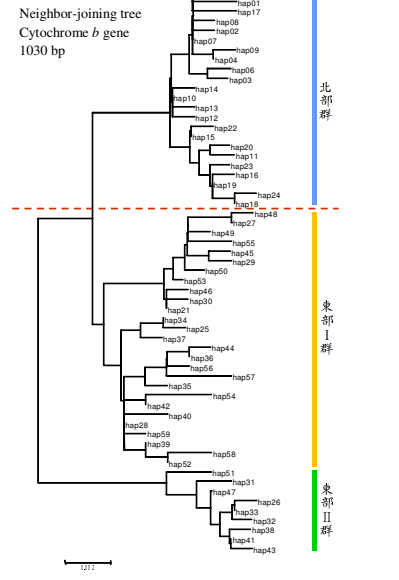 Neighbor-joining tree
Cytochrome b gene
1030 bp
hap01
hap17
hap08
hap02
hap07
hap09
hap04
hap06
hap03
hap14
hap10
hap13
hap12
hap22
hap15
hap20
hap11
hap23
hap16
hap19
hap24
hap18
北部群
hap48
hap27
hap49
hap55
hap45
hap29
hap50
hap53
hap46
hap30
hap21
hap34
hap25
hap37
hap44
hap36
hap56
hap57
hap35
hap54
hap42
hap40
hap28
hap59
hap39
hap58
hap52
東部I群
hap51
hap31
hap47
hap26
hap33
hap32
hap38
hap41
hap43
東部II群